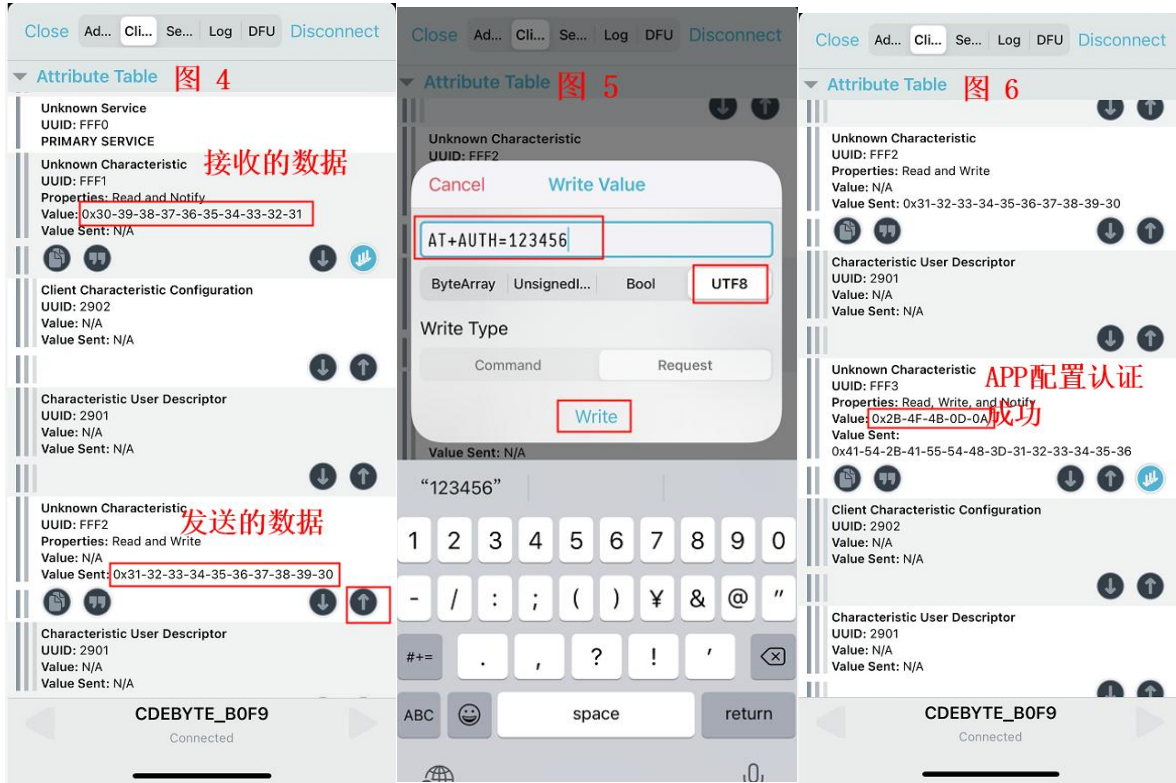 Close Ad... Cli... Se... Log DFU Disconnect
Attribute Table 图 4
Unknown Service
UUID: FFF0
PRIMARY SERVICE
Unknown Characteristic 接收的数据
UUID: FFF1
Properties: Read and Notify
Value: 0x30-39-38-37-36-35-34-33-32-31
Value Sent: N/A
Client Characteristic Configuration
UUID: 2902
Value: N/A
Value Sent: N/A
Characteristic User Descriptor
UUID: 2901
Value: N/A
Value Sent: N/A
Unknown Characteristic
发送的数据
UUID: FFF2
Properties: Read and Write
Value: N/A
Value Sent: 0x31-32-33-34-35-36-37-38-39-30
Characteristic User Descriptor
UUID: 2901
Value: N/A
Value Sent: N/A
CDEBYTE_B0F9
Connected
Close Ad... Cli... Se... Log DFU Disconnect
Attribute Table 图 5
Unknown Characteristic
UUID: FFF2
Cancel Write Value
AT+AUTH=123456
ByteArray UnsignedI... Bool UTF8
Write Type
Command Request
Write
Value Sent: N/A
“123456”
1 2 3 4 5 6 7 8 9 0
- / : ; ( ) ¥ & @ "
#+= . , ? ! '
ABC space return
Close Ad... Cli... Se... Log DFU Disconnect
Attribute Table 图 6
Unknown Characteristic
UUID: FFF2
Properties: Read and Write
Value: N/A
Value Sent: 0x31-32-33-34-35-36-37-38-39-30
Characteristic User Descriptor
UUID: 2901
Value: N/A
Value Sent: N/A
Unknown Characteristic APP配置认证
UUID: FFF3
Properties: Read, Write, and Notify
Value: 0x2B-4F-4B-0D-0A 成功
Value Sent:
0x41-54-2B-41-55-54-48-3D-31-32-33-34-35-36
Client Characteristic Configuration
UUID: 2902
Value: N/A
Value Sent: N/A
Characteristic User Descriptor
UUID: 2901
Value: N/A
Value Sent: N/A
CDEBYTE_B0F9
Connected